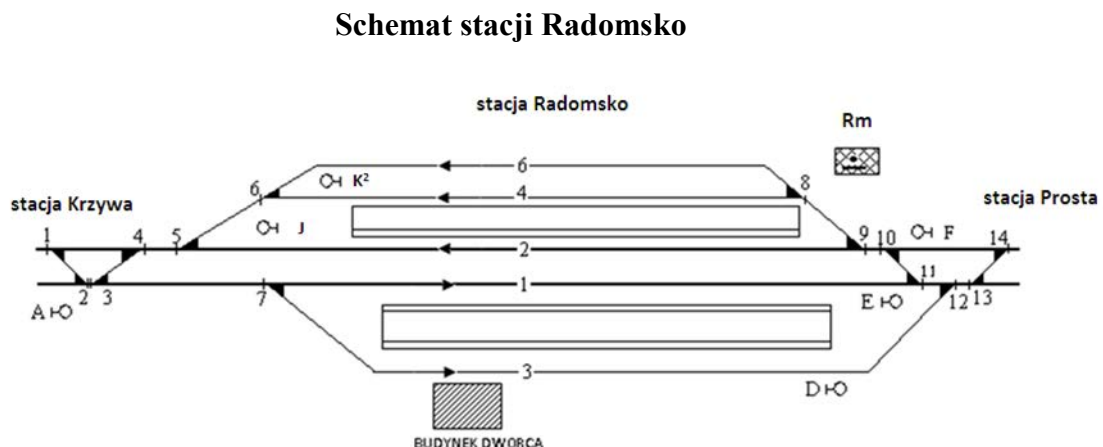 Schemat stacji Radomsko
stacja Radomsko
Rm
6
K²
6
4
8
stacja Krzywa
stacja Prosta
J
F
1
4
5
2
9
10
14
2
3
7
1
11
12
13
A
E
3
D
BUDYNEK DWORCA